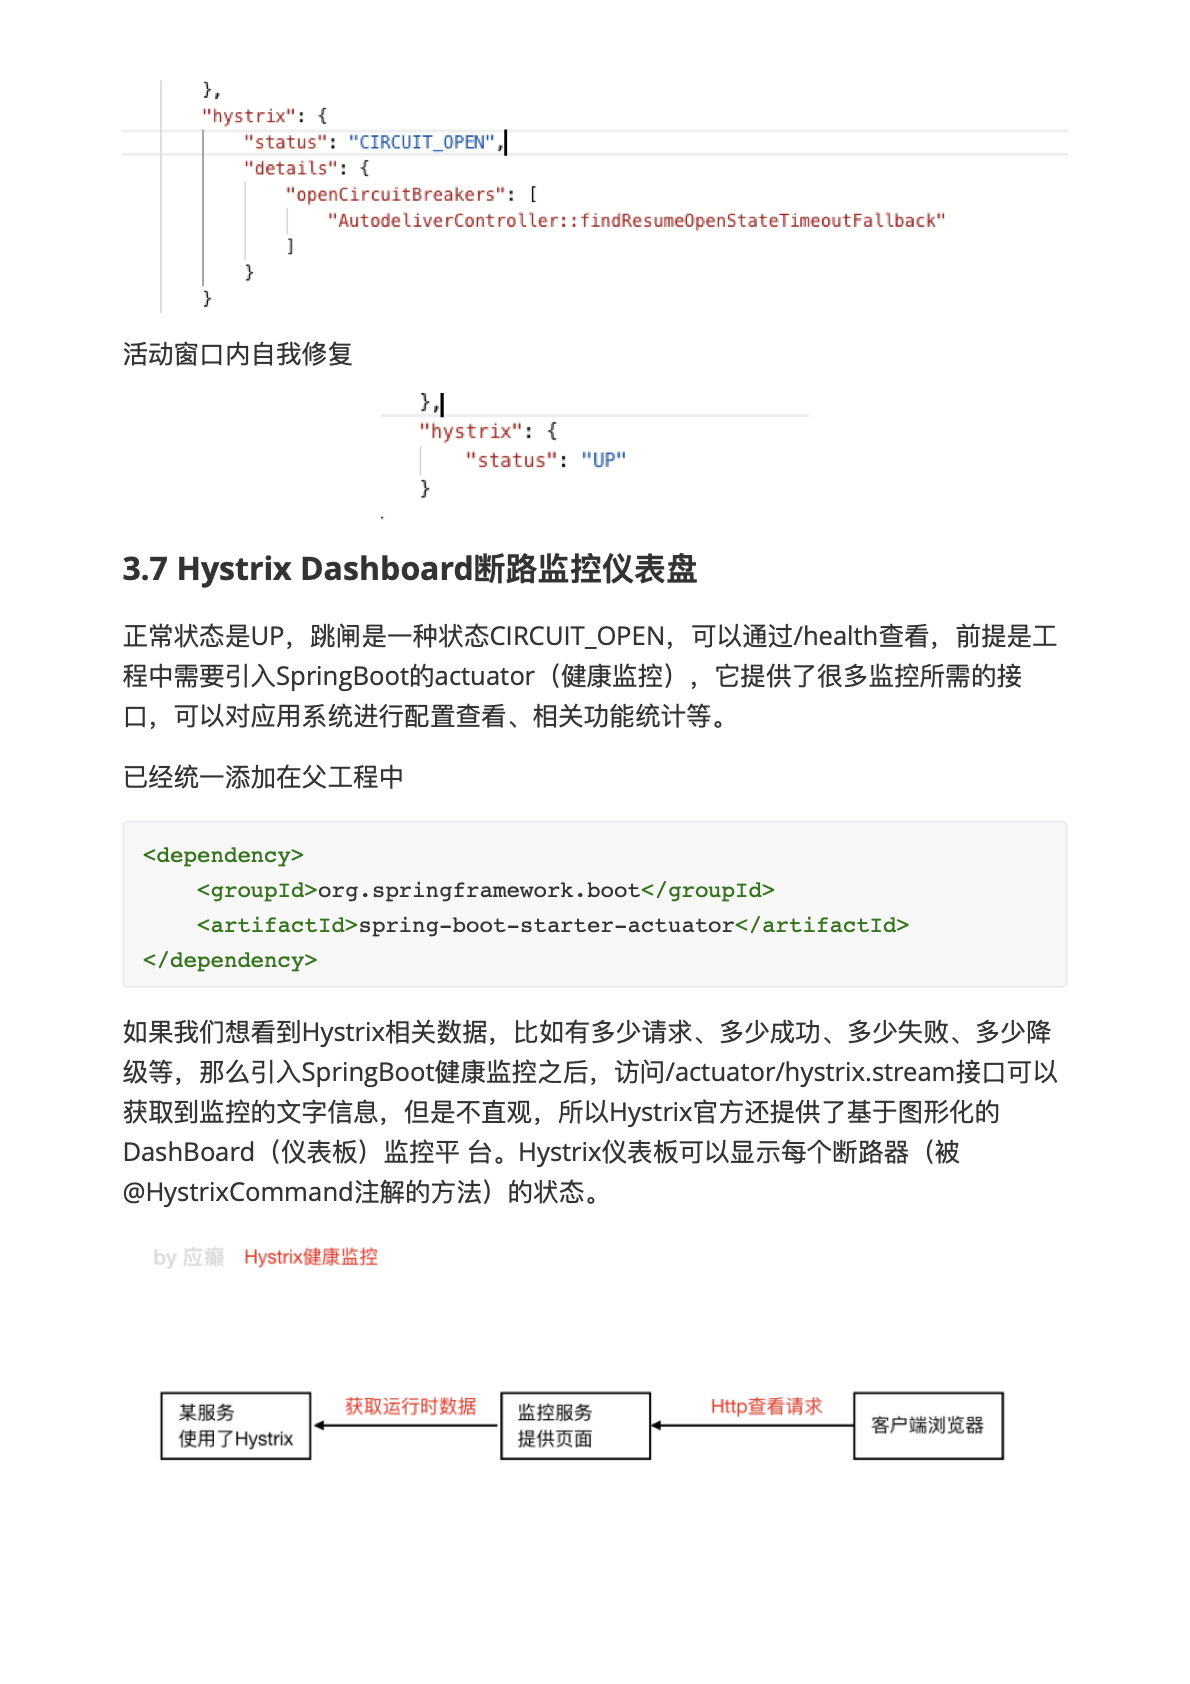 },
"hystrix": {
"status": "CIRCUIT_OPEN",
"details": {
"openCircuitBreakers": [
"AutodeliverController::findResumeOpenStateTimeoutFallback"
]
}
}
活动窗口内自我修复
},
"hystrix": {
"status": "UP"
}
3.7 Hystrix Dashboard断路监控仪表盘
正常状态是UP，跳闸是一种状态CIRCUIT_OPEN，可以通过/health查看，前提是工
程中需要引入SpringBoot的actuator（健康监控），它提供了很多监控所需的接
口，可以对应用系统进行配置查看、相关功能统计等。
已经统一添加在父工程中
<dependency>
<groupId>org.springframework.boot</groupId>
<artifactId>spring-boot-starter-actuator</artifactId>
</dependency>
如果我们想看到Hystrix相关数据，比如有多少请求、多少成功、多少失败、多少降
级等，那么引入SpringBoot健康监控之后，访问/actuator/hystrix.stream接口可以
获取到监控的文字信息，但是不直观，所以Hystrix官方还提供了基于图形化的
DashBoard（仪表板）监控平 台。Hystrix仪表板可以显示每个断路器（被
@HystrixCommand注解的方法）的状态。
by 应癫 Hystrix健康监控
某服务
使用了Hystrix
获取运行时数据
监控服务
提供页面
Http查看请求
客户端浏览器